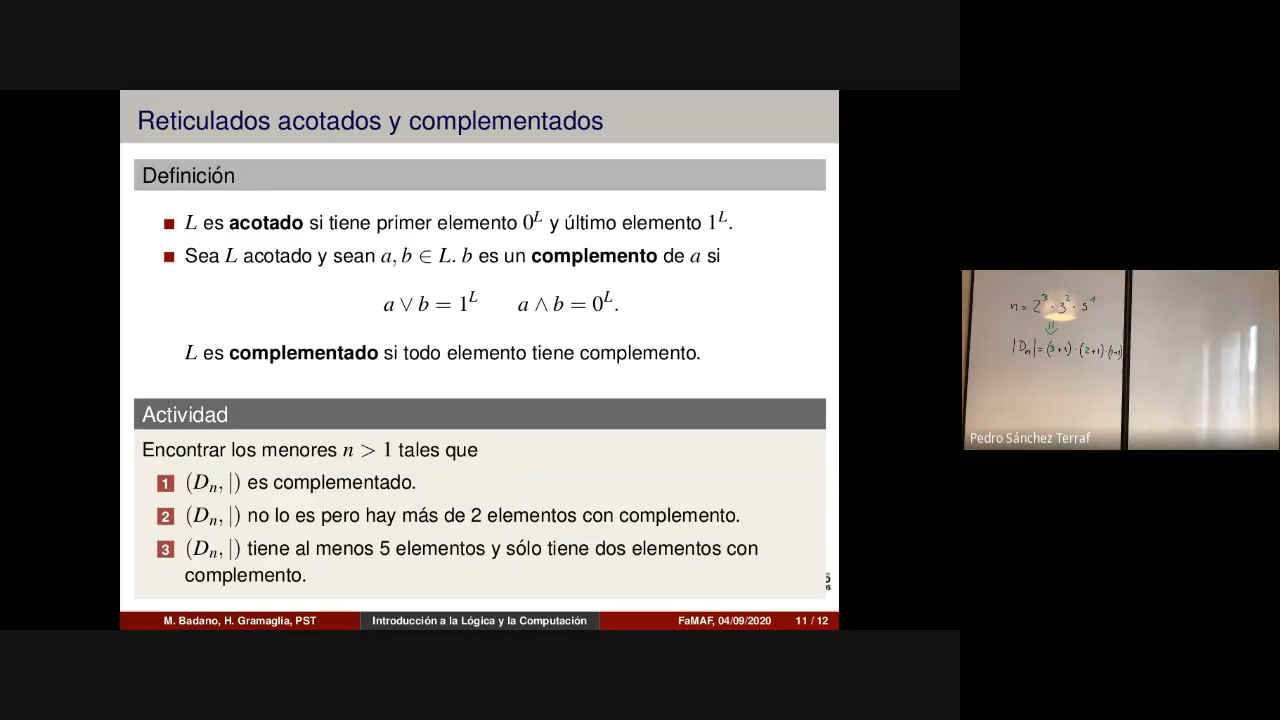 Reticulados acotados y complementados
Definición
L es acotado si tiene primer elemento 0^L y último elemento 1^L.
Sea L acotado y sean a, b ∈ L. b es un complemento de a si
a ∨ b = 1^L a ∧ b = 0^L.
L es complementado si todo elemento tiene complemento.
Actividad
Encontrar los menores n > 1 tales que
1 (D_n, |) es complementado.
2 (D_n, |) no lo es pero hay más de 2 elementos con complemento.
3 (D_n, |) tiene al menos 5 elementos y sólo tiene dos elementos con
complemento.
M. Badano, H. Gramaglia, PST Introducción a la Lógica y la Computación FaMAF, 04/09/2020 11 / 12
n = 2^3 · 3^2 · 5^1
|D_n| = (3+1) · (2+1) · (1+1)
Pedro Sánchez Terraf